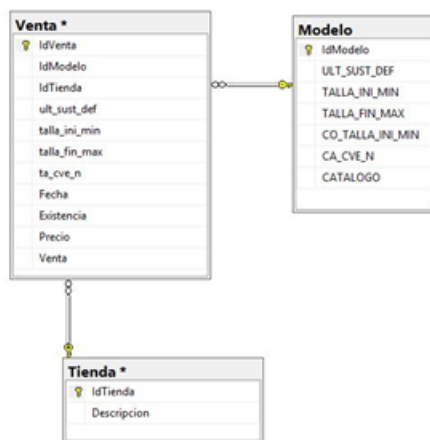 Venta *
IdVenta
IdModelo
IdTienda
ult_sust_def
talla_ini_min
talla_fin_max
ta_cve_n
Fecha
Existencia
Precio
Venta
Modelo
IdModelo
ULT_SUST_DEF
TALLA_INI_MIN
TALLA_FIN_MAX
CO_TALLA_INI_MIN
CA_CVE_N
CATALOGO
Tienda *
IdTienda
Descripcion